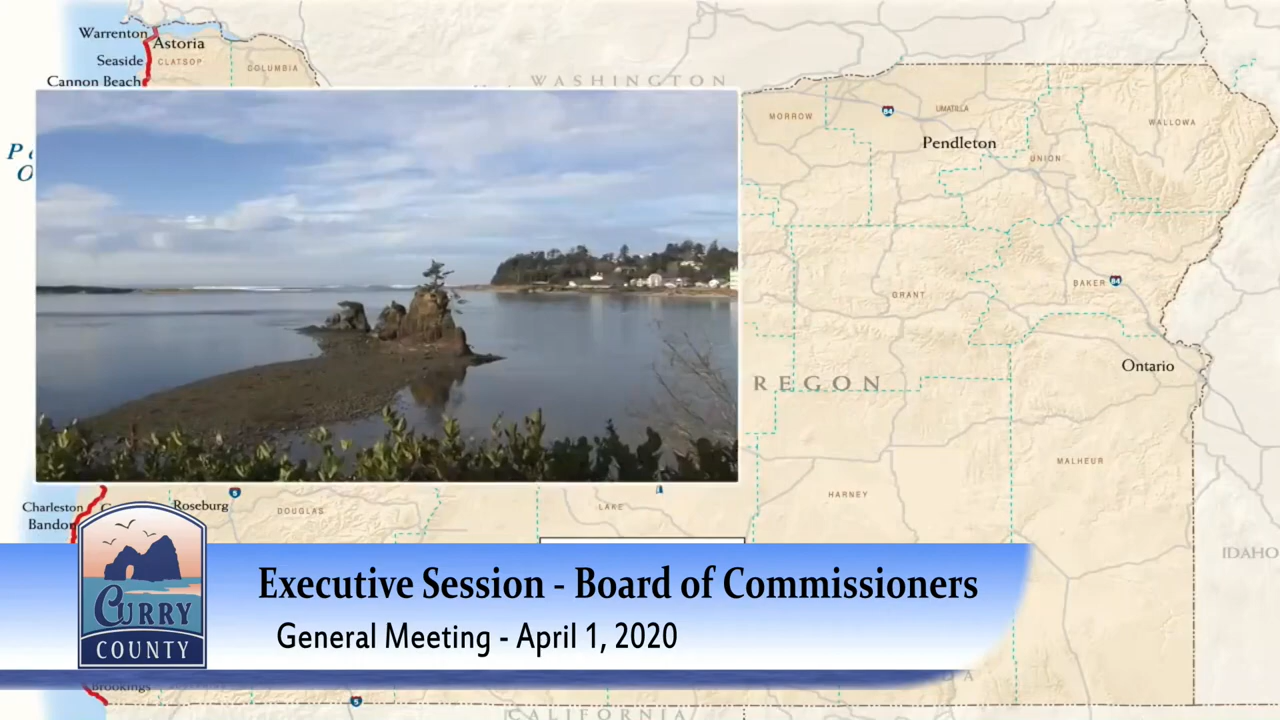 Warrenton
Astoria
Seaside
CLATSOP
COLUMBIA
Cannon Beach
WASHINGTON
MORROW
84
UMATILLA
WALLOWA
Pendleton
UNION
BAKER
84
GRANT
Ontario
REGON
MALHEUR
HARNEY
Charleston
Roseburg
5
DOUGLAS
LAKE
Bandon
IDAHO
Executive Session - Board of Commissioners
CURRY
COUNTY
General Meeting - April 1, 2020
Brookings
5
CALIFORNIA